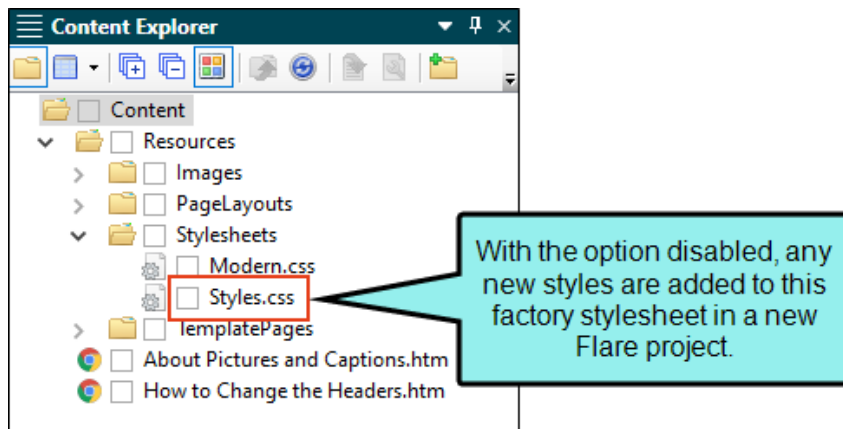 Content Explorer
Content
Resources
Images
PageLayouts
Stylesheets
Modern.css
Styles.css
TemplatePages
About Pictures and Captions.htm
How to Change the Headers.htm
With the option disabled, any
new styles are added to this
factory stylesheet in a new
Flare project.